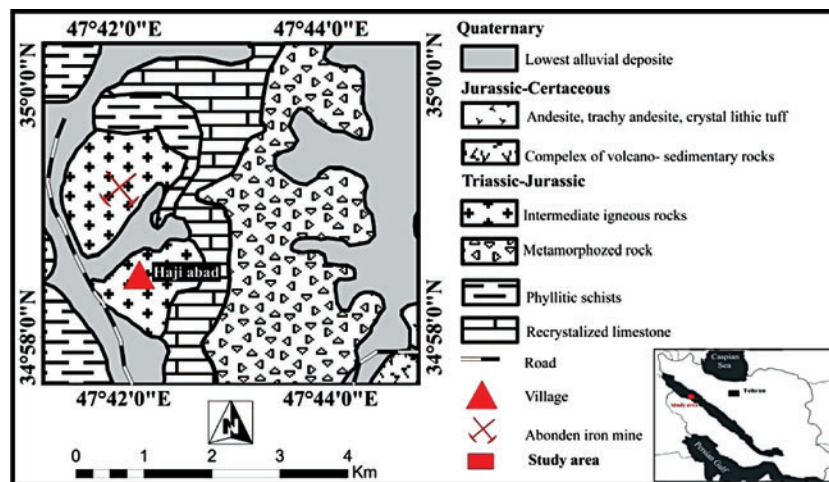 47°42'0"E
47°44'0"E
35°0'0"N
34°58'0"N
35°0'0"N
34°58'0"N
Haji abad
47°42'0"E
47°44'0"E
N
0 1 2 3 4
Km
Quaternary
Lowest alluvial deposite
Jurassic-Certaceous
Andesite, trachy andesite, crystal lithic tuff
Compelex of volcano- sedimentary rocks
Triassic-Jurassic
Intermediate igneous rocks
Metamorphozed rock
Phyllitic schists
Recrystalized limestone
Road
Village
Abonden iron mine
Study area
Caspian
Sea
Tehran
Study area
Persian Gulf